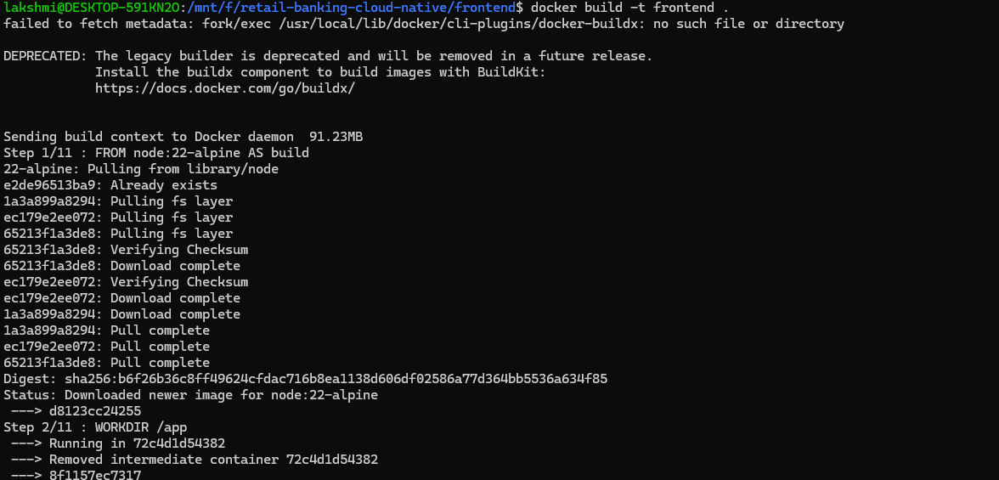 lakshmi@DESKTOP-591KN2O:/mnt/f/retail-banking-cloud-native/frontend$ docker build -t frontend .
failed to fetch metadata: fork/exec /usr/local/lib/docker/cli-plugins/docker-buildx: no such file or directory
DEPRECATED: The legacy builder is deprecated and will be removed in a future release.
Install the buildx component to build images with BuildKit:
https://docs.docker.com/go/buildx/
Sending build context to Docker daemon  91.23MB
Step 1/11 : FROM node:22-alpine AS build
22-alpine: Pulling from library/node
e2de96513ba9: Already exists
1a3a899a8294: Pulling fs layer
ec179e2ee072: Pulling fs layer
65213f1a3de8: Pulling fs layer
65213f1a3de8: Verifying Checksum
65213f1a3de8: Download complete
ec179e2ee072: Verifying Checksum
ec179e2ee072: Download complete
1a3a899a8294: Download complete
1a3a899a8294: Pull complete
ec179e2ee072: Pull complete
65213f1a3de8: Pull complete
Digest: sha256:b6f26b36c8ff49624cfdac716b8ea1138d606df02586a77d364bb5536a634f85
Status: Downloaded newer image for node:22-alpine
---> d8123cc24255
Step 2/11 : WORKDIR /app
---> Running in 72c4d1d54382
---> Removed intermediate container 72c4d1d54382
---> 8f1157ec7317